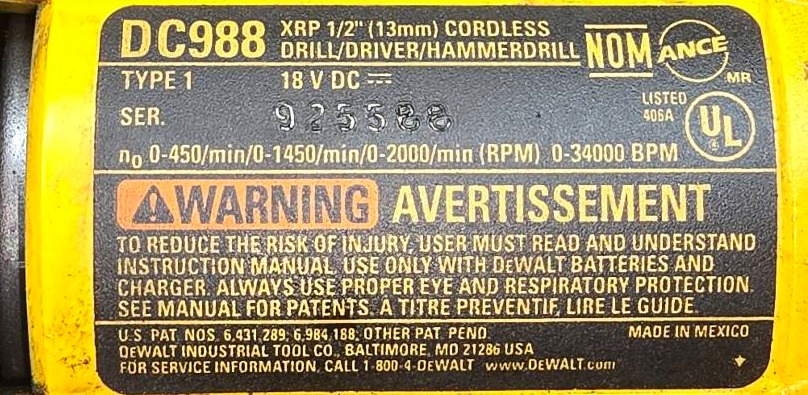 DC988 XRP 1/2" (13mm) CORDLESS
DRILL/DRIVER/HAMMERDRILL
NOM ANCE
MR
TYPE 1 18 V DC ⎓
SER. 925588
LISTED
406A
UL
n₀ 0-450/min/0-1450/min/0-2000/min (RPM) 0-34000 BPM
WARNING AVERTISSEMENT
TO REDUCE THE RISK OF INJURY, USER MUST READ AND UNDERSTAND
INSTRUCTION MANUAL. USE ONLY WITH DEWALT BATTERIES AND
CHARGER. ALWAYS USE PROPER EYE AND RESPIRATORY PROTECTION.
SEE MANUAL FOR PATENTS. A TITRE PREVENTIF, LIRE LE GUIDE.
U.S. PAT. NOS. 6,431,289; 6,984,188; OTHER PAT. PEND.
MADE IN MEXICO
DEWALT INDUSTRIAL TOOL CO., BALTIMORE, MD 21286 USA
FOR SERVICE INFORMATION, CALL 1-800-4-DEWALT www.DEWALT.com